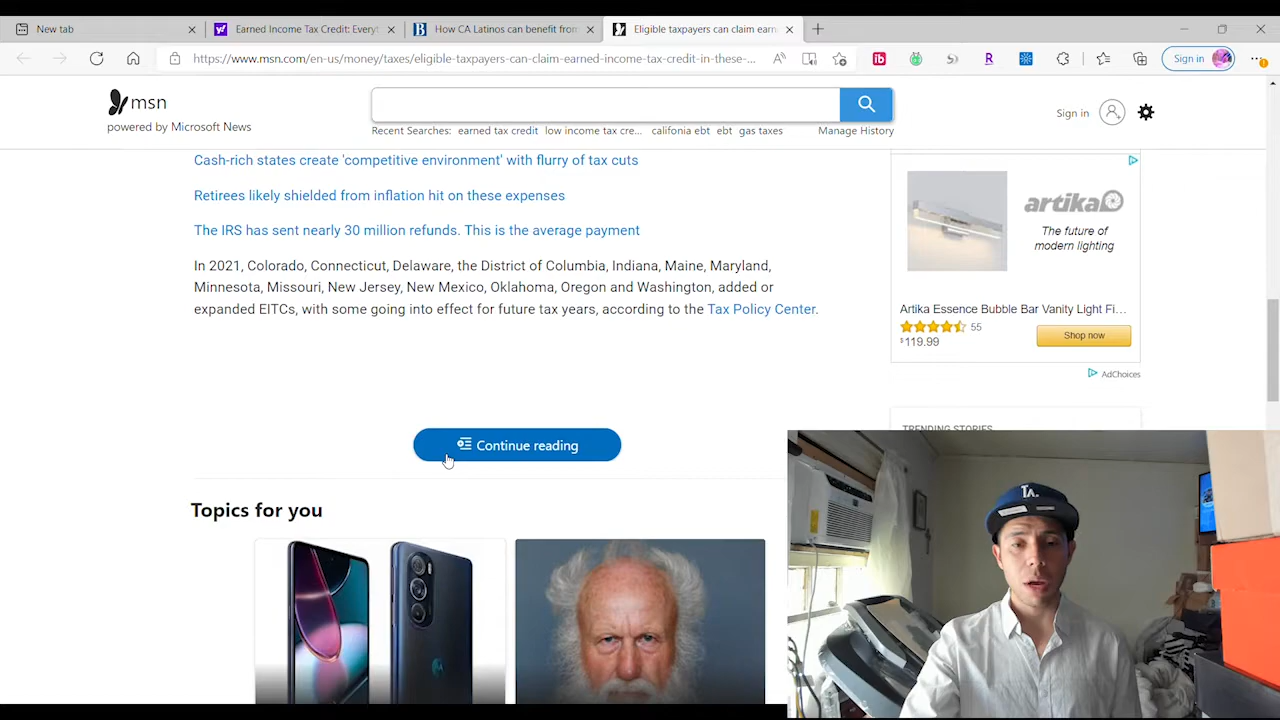 New tab
Earned Income Tax Credit: Every
How CA Latinos can benefit from
Eligible taxpayers can claim earn
https://www.msn.com/en-us/money/taxes/eligible-taxpayers-can-claim-earned-income-tax-credit-in-these-...
Sign in
msn
powered by Microsoft News
Recent Searches: earned tax credit low income tax cre... califonia ebt ebt gas taxes Manage History
Sign in
Cash-rich states create 'competitive environment' with flurry of tax cuts
Retirees likely shielded from inflation hit on these expenses
The IRS has sent nearly 30 million refunds. This is the average payment
In 2021, Colorado, Connecticut, Delaware, the District of Columbia, Indiana, Maine, Maryland,
Minnesota, Missouri, New Jersey, New Mexico, Oklahoma, Oregon and Washington, added or
expanded EITCs, with some going into effect for future tax years, according to the Tax Policy Center.
artika
The future of
modern lighting
Artika Essence Bubble Bar Vanity Light Fi...
55
$119.99
Shop now
AdChoices
TRENDING STORIES
Continue reading
Topics for you